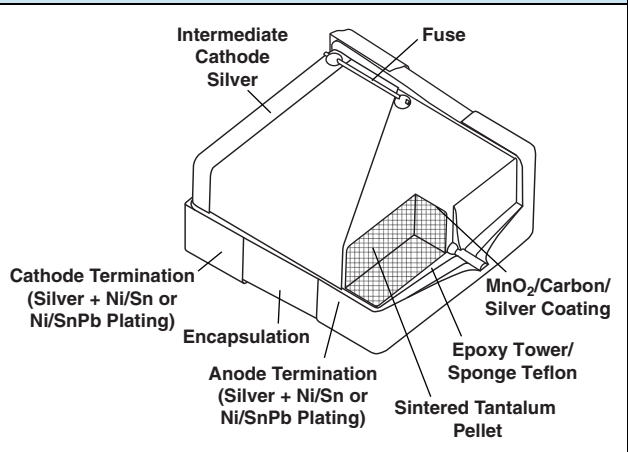 Intermediate
Cathode
Silver
Fuse
Cathode Termination
(Silver + Ni/Sn or
Ni/SnPb Plating)
Encapsulation
Anode Termination
(Silver + Ni/Sn or
Ni/SnPb Plating)
MnO₂/Carbon/
Silver Coating
Epoxy Tower/
Sponge Teflon
Sintered Tantalum
Pellet